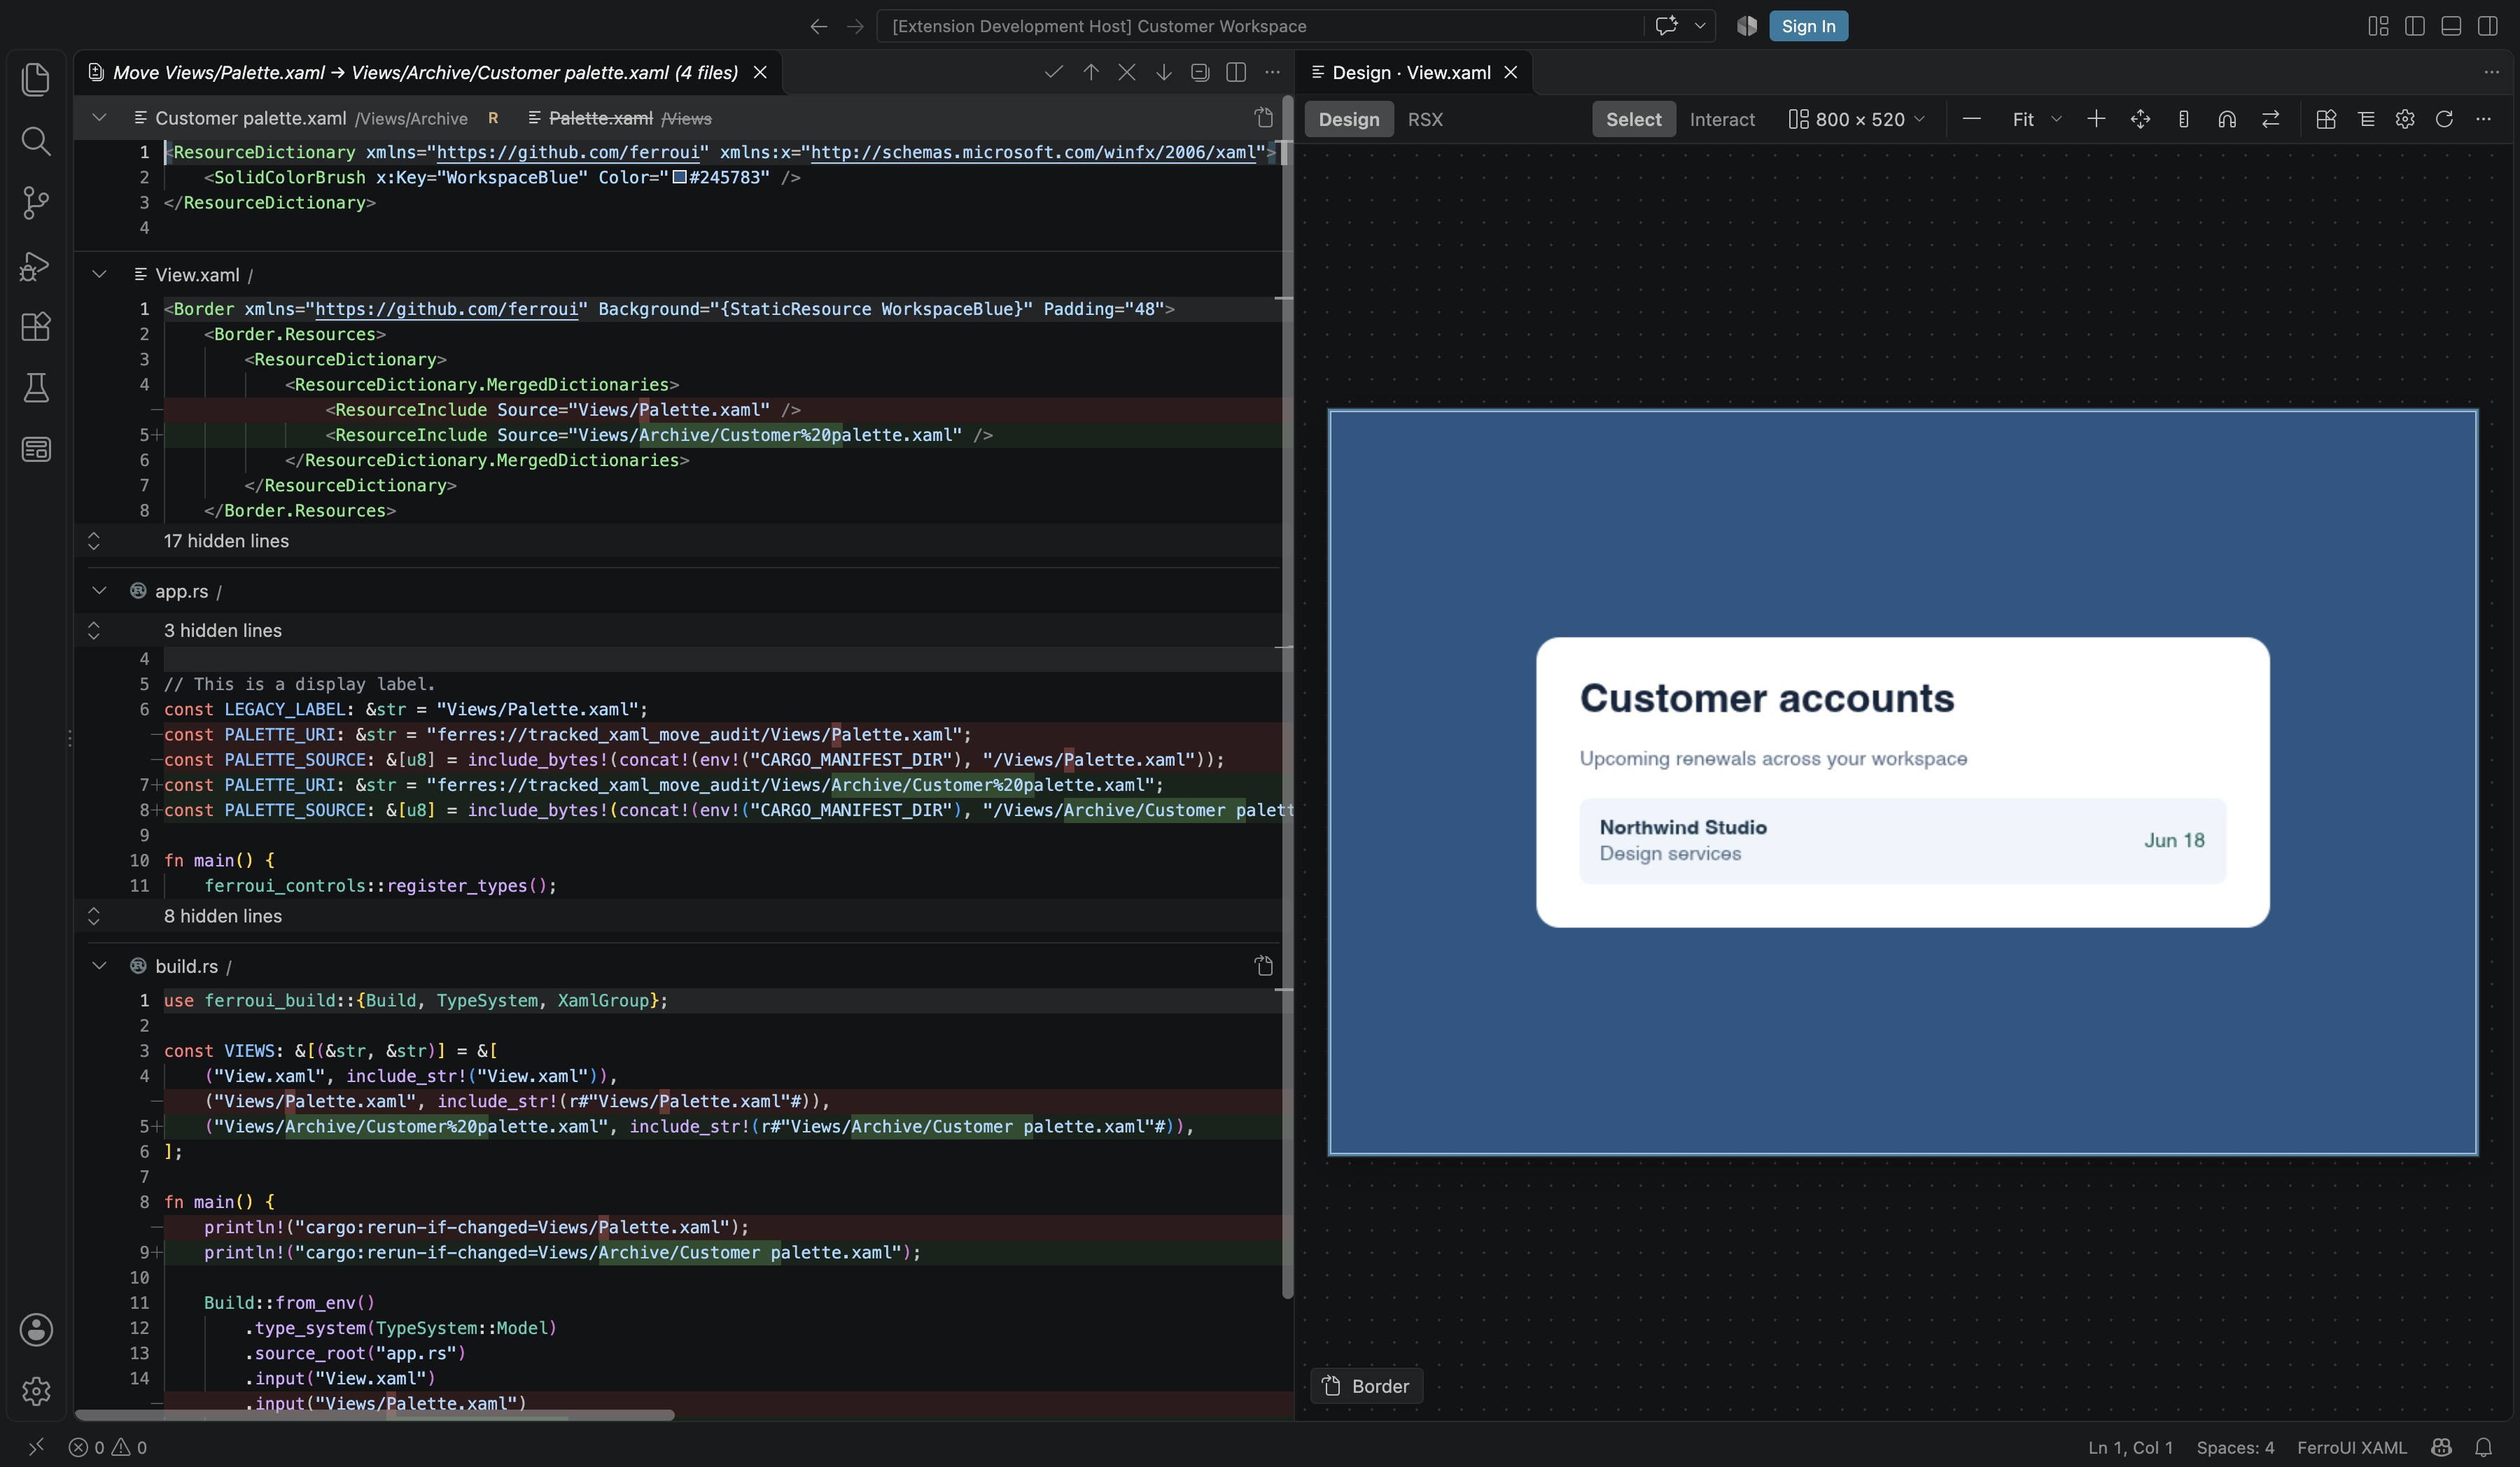 [Extension Development Host] Customer Workspace
Sign In
Move Views/Palette.xaml → Views/Archive/Customer palette.xaml (4 files)
Customer palette.xaml /Views/Archive R Palette.xaml /Views
1 <ResourceDictionary xmlns="https://github.com/ferroui" xmlns:x="http://schemas.microsoft.com/winfx/2006/xaml">
2 <SolidColorBrush x:Key="WorkspaceBlue" Color="#245783" />
3 </ResourceDictionary>
4
View.xaml /
1 <Border xmlns="https://github.com/ferroui" Background="{StaticResource WorkspaceBlue}" Padding="48">
2 <Border.Resources>
3 <ResourceDictionary>
4 <ResourceDictionary.MergedDictionaries>
— <ResourceInclude Source="Views/Palette.xaml" />
5+ <ResourceInclude Source="Views/Archive/Customer%20palette.xaml" />
6 </ResourceDictionary.MergedDictionaries>
7 </ResourceDictionary>
8 </Border.Resources>
17 hidden lines
app.rs /
3 hidden lines
4
5 // This is a display label.
6 const LEGACY_LABEL: &str = "Views/Palette.xaml";
—const PALETTE_URI: &str = "ferres://tracked_xaml_move_audit/Views/Palette.xaml";
—const PALETTE_SOURCE: &[u8] = include_bytes!(concat!(env!("CARGO_MANIFEST_DIR"), "/Views/Palette.xaml"));
7+const PALETTE_URI: &str = "ferres://tracked_xaml_move_audit/Views/Archive/Customer%20palette.xaml";
8+const PALETTE_SOURCE: &[u8] = include_bytes!(concat!(env!("CARGO_MANIFEST_DIR"), "/Views/Archive/Customer palett
9
10 fn main() {
11 ferroui_controls::register_types();
8 hidden lines
build.rs /
1 use ferroui_build::{Build, TypeSystem, XamlGroup};
2
3 const VIEWS: &[(&str, &str)] = &[
4 ("View.xaml", include_str!("View.xaml")),
— ("Views/Palette.xaml", include_str!(r#"Views/Palette.xaml"#)),
5+ ("Views/Archive/Customer%20palette.xaml", include_str!(r#"Views/Archive/Customer palette.xaml"#)),
6 ];
7
8 fn main() {
— println!("cargo:rerun-if-changed=Views/Palette.xaml");
9+ println!("cargo:rerun-if-changed=Views/Archive/Customer palette.xaml");
10
11 Build::from_env()
12 .type_system(TypeSystem::Model)
13 .source_root("app.rs")
14 .input("View.xaml")
— .input("Views/Palette.xaml")
Design · View.xaml
Design RSX Select Interact 800 × 520 Fit
Customer accounts
Upcoming renewals across your workspace
Northwind Studio
Design services
Jun 18
Border
0 0
Ln 1, Col 1 Spaces: 4 FerroUI XAML